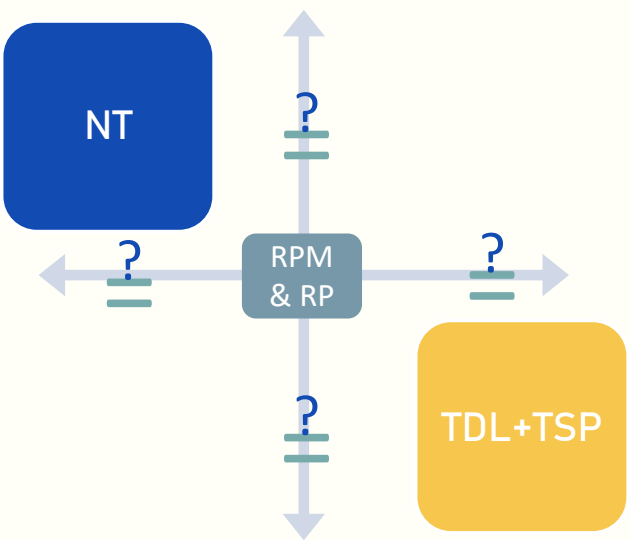 NT
?
=
?
=
RPM
& RP
?
=
?
=
TDL+TSP